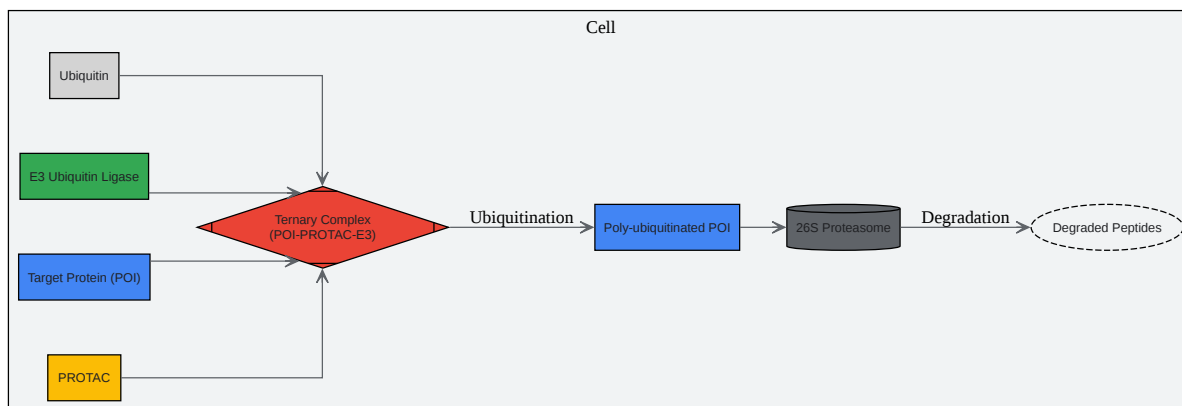 Cell
Ubiquitin
E3 Ubiquitin Ligase
Target Protein (POI)
PROTAC
Ternary Complex
(POI-PROTAC-E3)
Ubiquitination
Poly-ubiquitinated POI
26S Proteasome
Degradation
Degraded Peptides